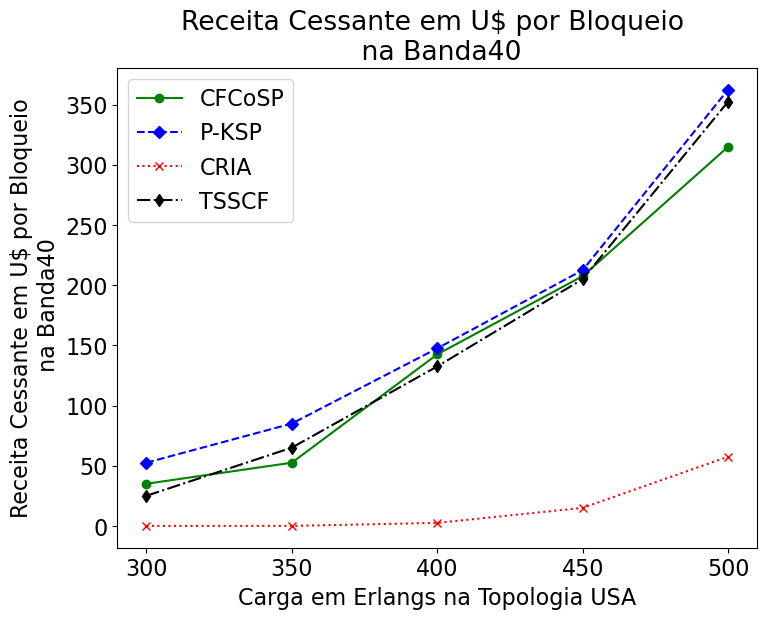 Receita Cessante em U$ por Bloqueio
na Banda40
CFCoSP
P-KSP
CRIA
TSSCF
Receita Cessante em U$ por Bloqueio
na Banda40
350
300
250
200
150
100
50
0
300 350 400 450 500
Carga em Erlangs na Topologia USA